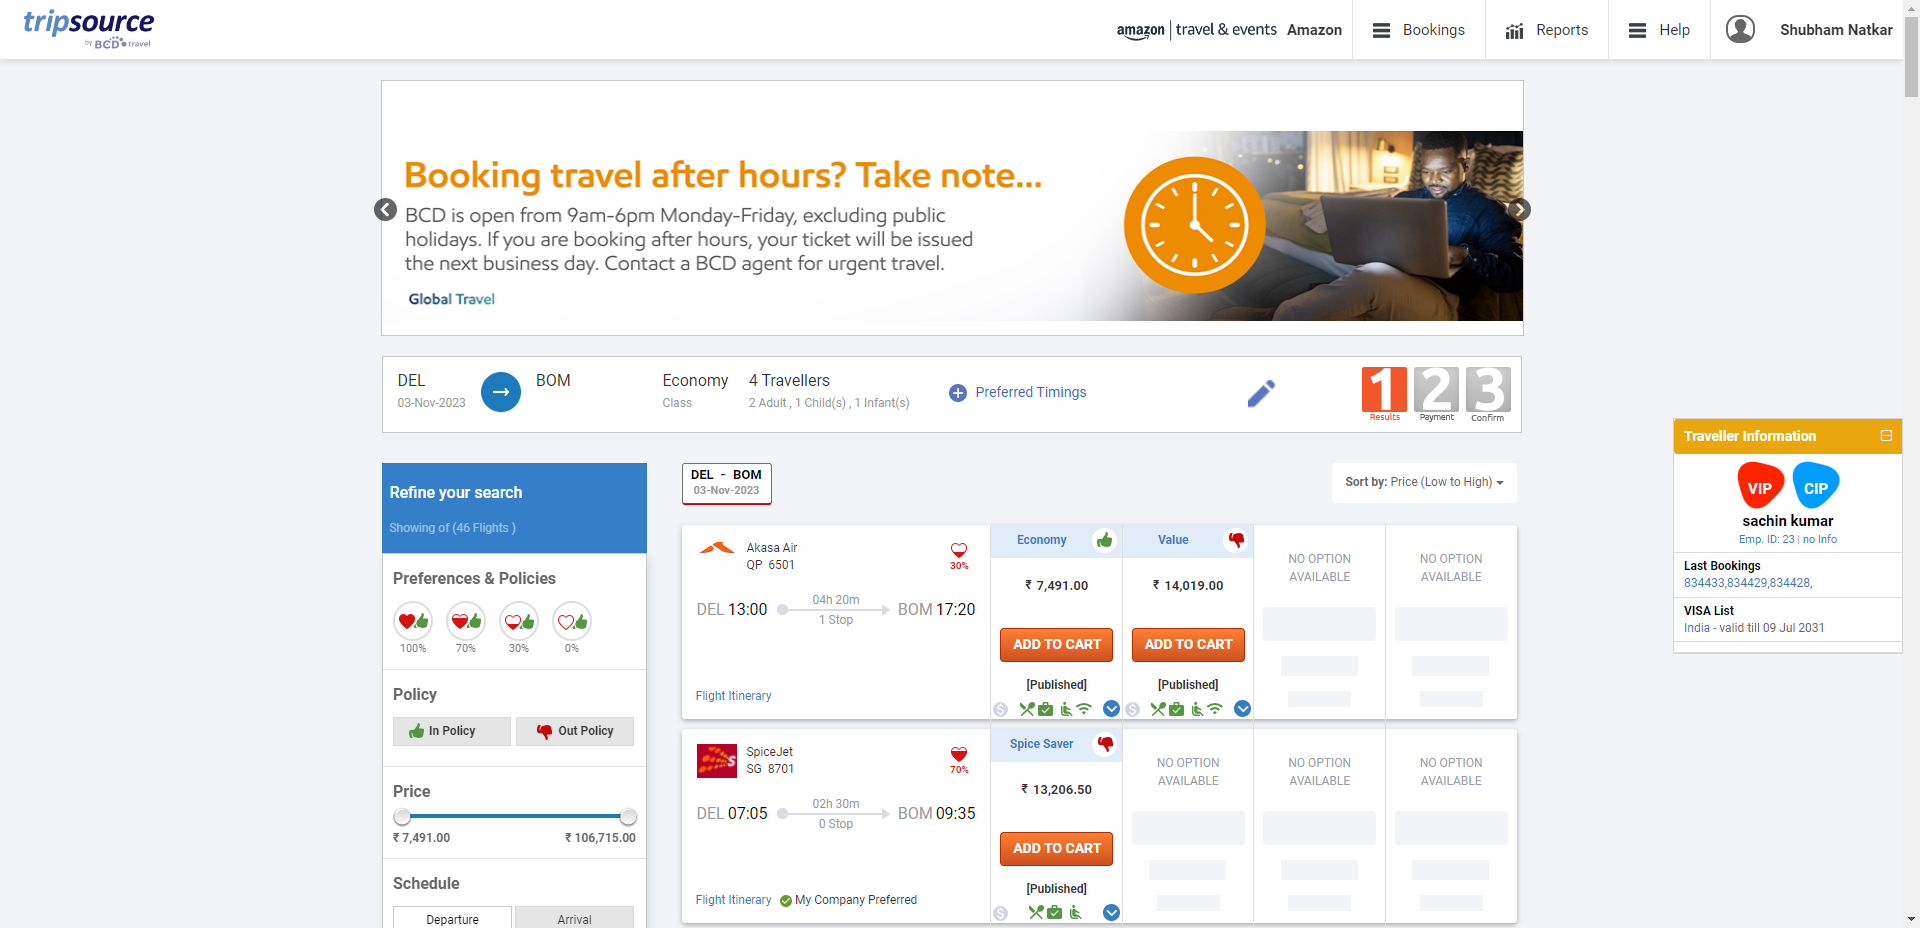 tripsource
by BCD travel
amazon | travel & events Amazon
Bookings
Reports
Help
Shubham Natkar
Booking travel after hours? Take note...
BCD is open from 9am-6pm Monday-Friday, excluding public
holidays. If you are booking after hours, your ticket will be issued
the next business day. Contact a BCD agent for urgent travel.
Global Travel
DEL
03-Nov-2023
BOM
Economy
Class
4 Travellers
2 Adult , 1 Child(s) , 1 Infant(s)
Preferred Timings
1 2 3
Results Payment Confirm
Traveller Information
VIP CIP
sachin kumar
Emp. ID: 23 | no Info
Last Bookings
834433,834429,834428,
VISA List
India - valid till 09 Jul 2031
Refine your search
Showing of (46 Flights )
Preferences & Policies
100% 70% 30% 0%
Policy
In Policy Out Policy
Price
₹ 7,491.00 ₹ 106,715.00
Schedule
Departure Arrival
DEL - BOM
03-Nov-2023
Sort by: Price (Low to High)
Akasa Air
QP 6501
30%
DEL 13:00
04h 20m
1 Stop
BOM 17:20
Flight Itinerary
Economy
₹ 7,491.00
ADD TO CART
[Published]
Value
₹ 14,019.00
ADD TO CART
[Published]
NO OPTION
AVAILABLE
NO OPTION
AVAILABLE
SpiceJet
SG 8701
70%
DEL 07:05
02h 30m
0 Stop
BOM 09:35
Flight Itinerary
My Company Preferred
Spice Saver
₹ 13,206.50
ADD TO CART
[Published]
NO OPTION
AVAILABLE
NO OPTION
AVAILABLE
NO OPTION
AVAILABLE